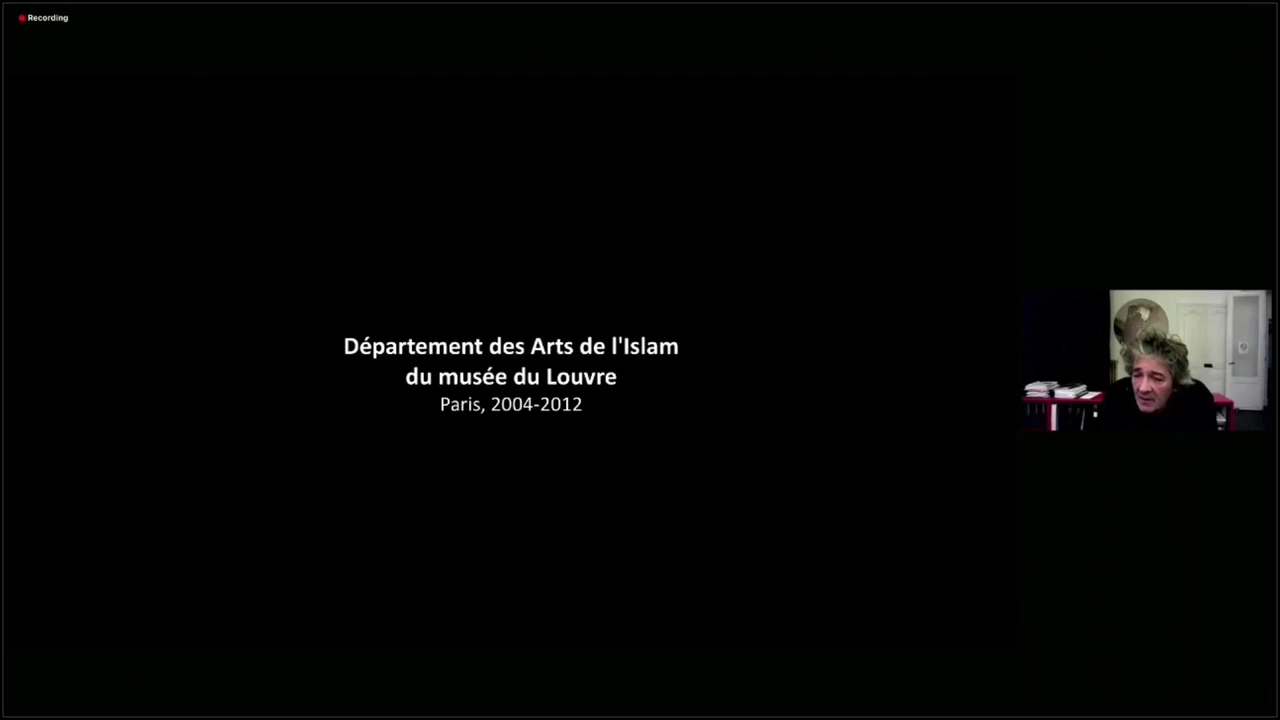 Recording
Département des Arts de l'Islam
du musée du Louvre
Paris, 2004-2012